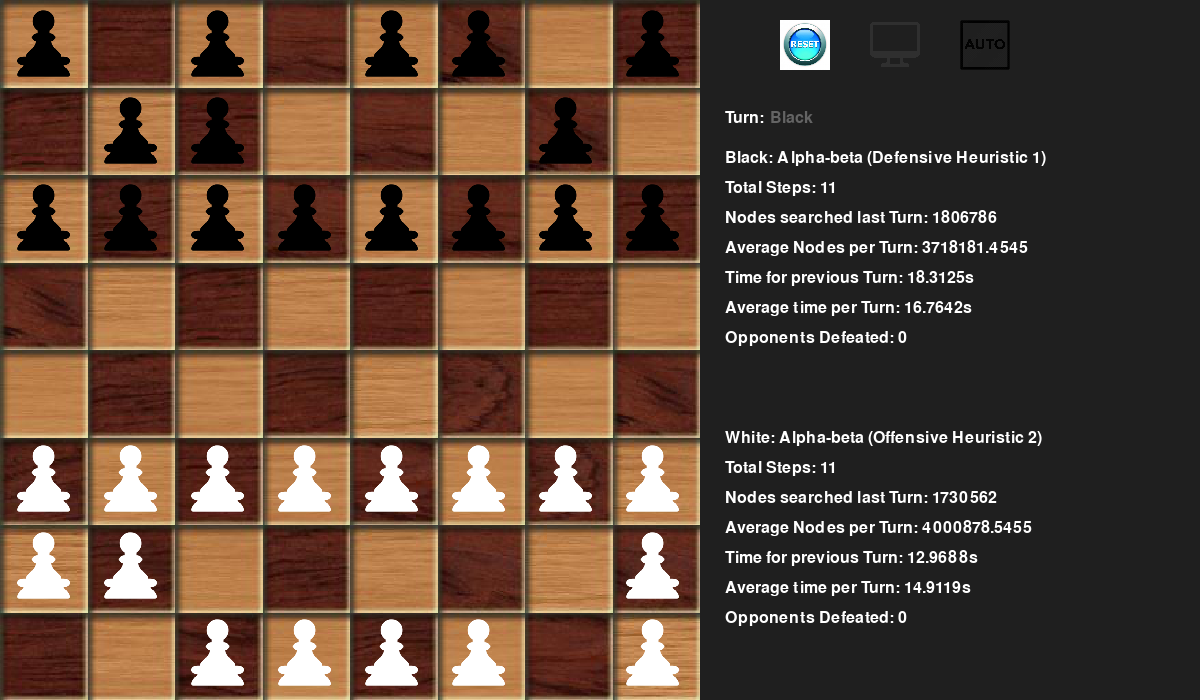 RESET
AUTO
Turn: Black
Black: Alpha-beta (Defensive Heuristic 1)
Total Steps: 11
Nodes searched last Turn: 1806786
Average Nodes per Turn: 3718181.4545
Time for previous Turn: 18.3125s
Average time per Turn: 16.7642s
Opponents Defeated: 0
White: Alpha-beta (Offensive Heuristic 2)
Total Steps: 11
Nodes searched last Turn: 1730562
Average Nodes per Turn: 4000878.5455
Time for previous Turn: 12.9688s
Average time per Turn: 14.9119s
Opponents Defeated: 0